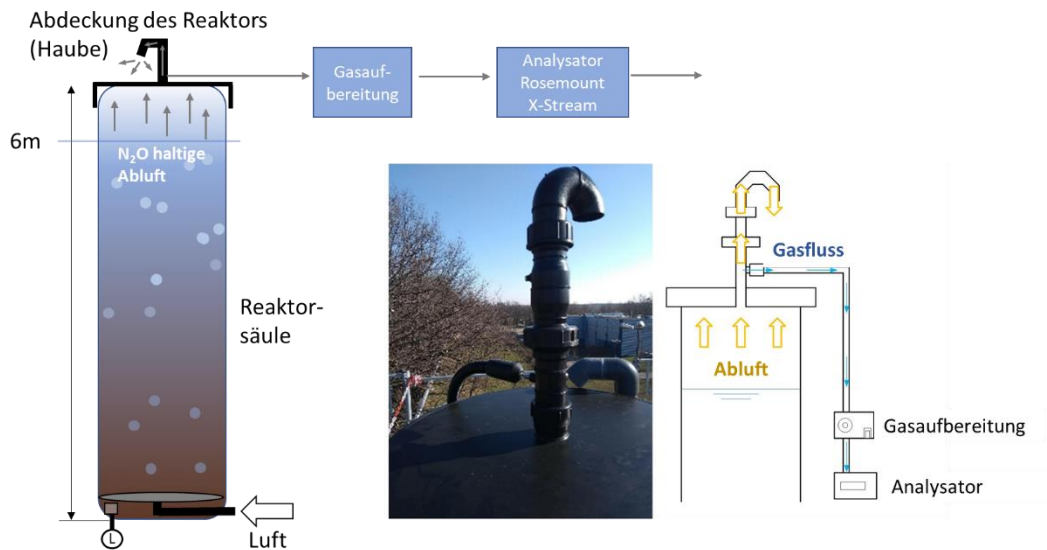 Abdeckung des Reaktors
(Haube)
Gasauf-
bereitung
Analysator
Rosemount
X-Stream
6m
N₂O haltige
Abluft
Reaktor-
säule
Luft
L
Gasfluss
Abluft
Gasaufbereitung
Analysator